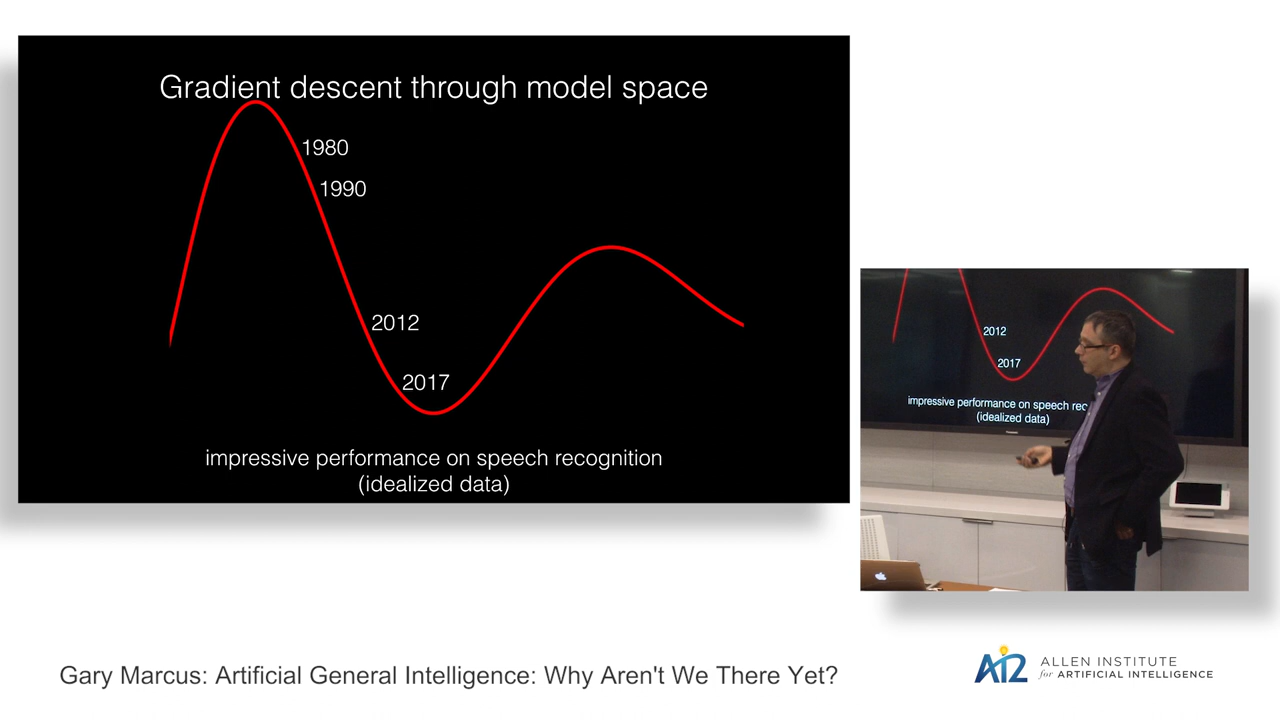 Gradient descent through model space
1980
1990
2012
2017
impressive performance on speech recognition
(idealized data)
2012
2017
impressive performance on speech rec
(idealized data)
Gary Marcus: Artificial General Intelligence: Why Aren't We There Yet?
AI2
ALLEN INSTITUTE
for ARTIFICIAL INTELLIGENCE